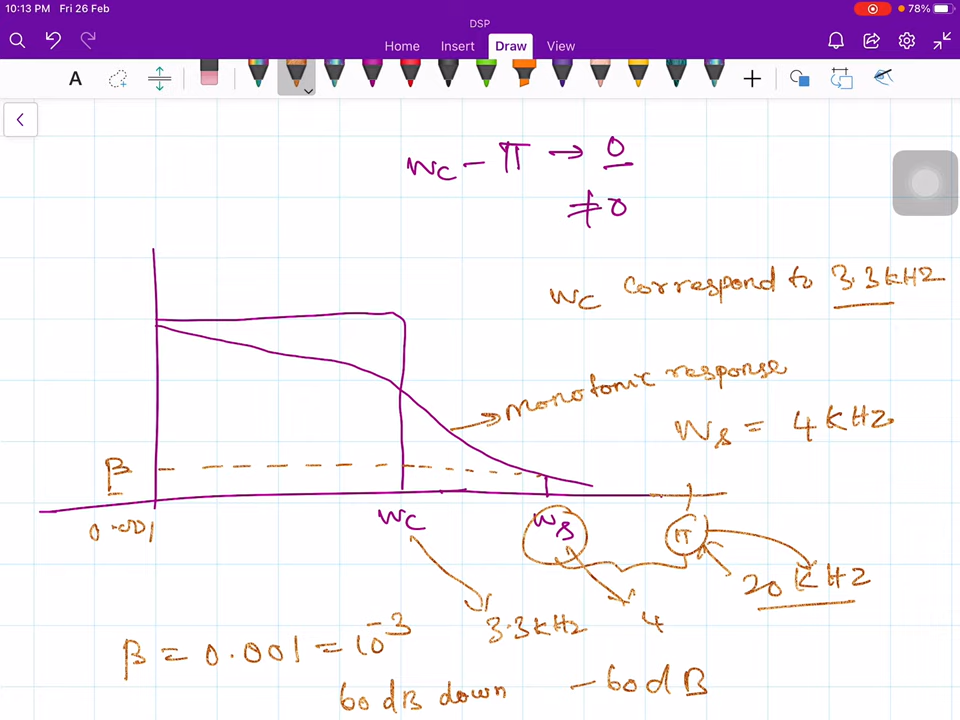 10:13 PM Fri 26 Feb
78%
DSP
Home Insert Draw View
A
wc - π → 0
≠ 0
wc correspond to 3.3kHz
monotonic response
ws = 4 kHz
β
0.001
wc
ws
π
20 kHz
3.3kHz
4
β = 0.001 = 10⁻³
60 dB down
- 60 dB